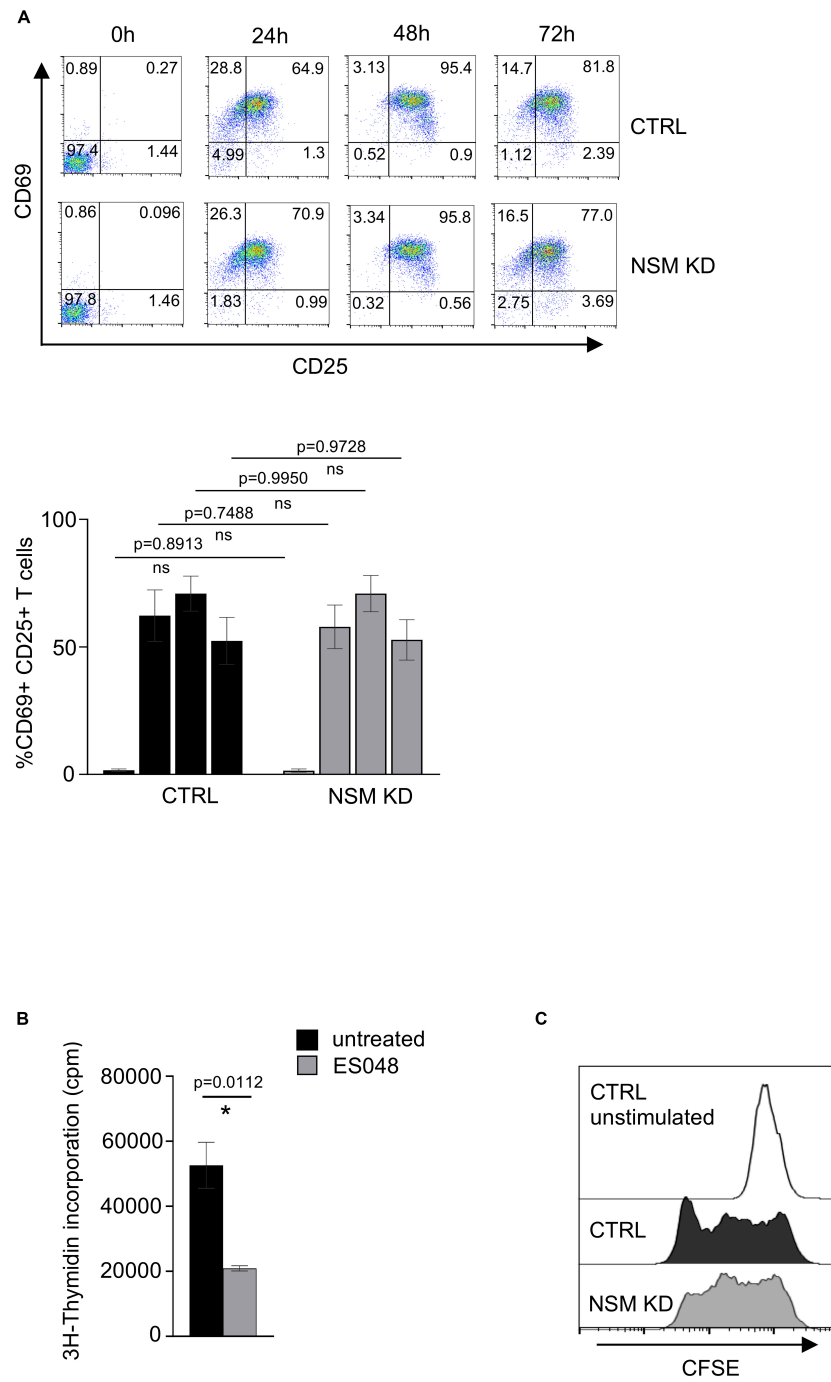 A
0h 24h 48h 72h
0.89 0.27 28.8 64.9 3.13 95.4 14.7 81.8
CTRL
97.4 1.44 4.99 1.3 0.52 0.9 1.12 2.39
CD69
0.86 0.096 26.3 70.9 3.34 95.8 16.5 77.0
NSM KD
97.8 1.46 1.83 0.99 0.32 0.56 2.75 3.69
CD25
p=0.9728
ns
p=0.9950
ns
p=0.7488
ns
p=0.8913
ns
%CD69+ CD25+ T cells
100
50
0
CTRL NSM KD
B
untreated
ES048
3H-Thymidin incorporation (cpm)
80000
60000
40000
20000
0
p=0.0112
*
C
CTRL
unstimulated
CTRL
NSM KD
CFSE